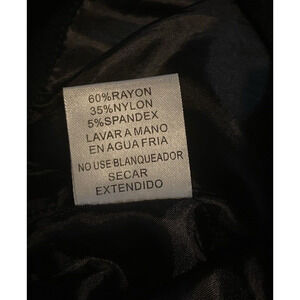 60%RAYON
35%NYLON
5%SPANDEX
LAVAR A MANO
EN AGUA FRIA
NO USE BLANQUEADOR
SECAR
EXTENDIDO